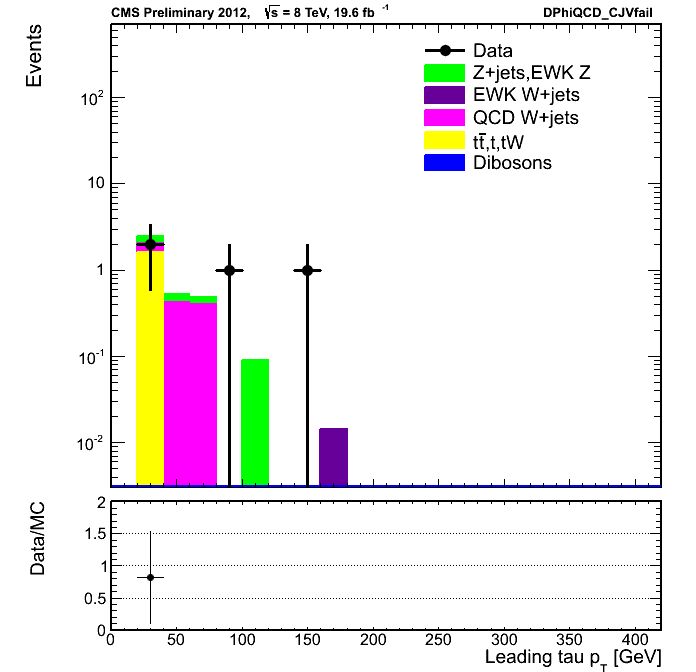 CMS Preliminary 2012, √s = 8 TeV, 19.6 fb⁻¹ DPhiQCD_CJVfail
Events
Data
Z+jets,EWK Z
EWK W+jets
QCD W+jets
tt̅,t,tW
Dibosons
10²
10
1
10⁻¹
10⁻²
Data/MC
2
1.5
1
0.5
0
0 50 100 150 200 250 300 350 400
Leading tau p_T [GeV]